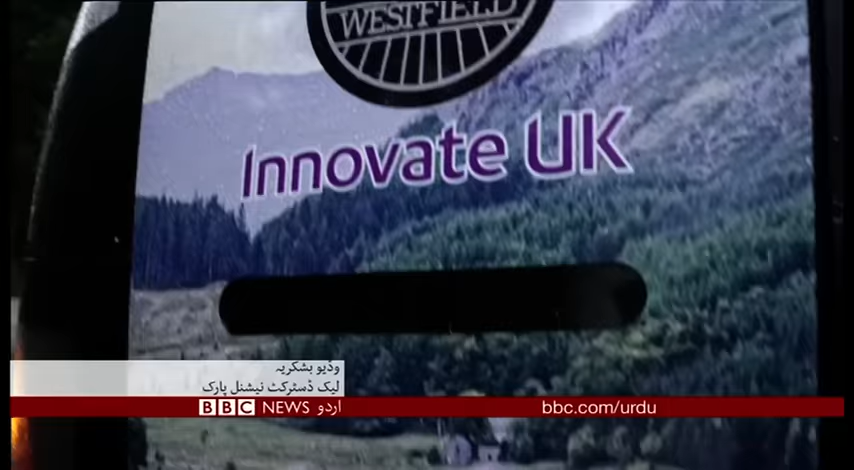 WESTFIELD
Innovate UK
وڈیو بشکریہ
لیک ڈسٹرکٹ نیشنل پارک
BBC NEWS اردو
bbc.com/urdu